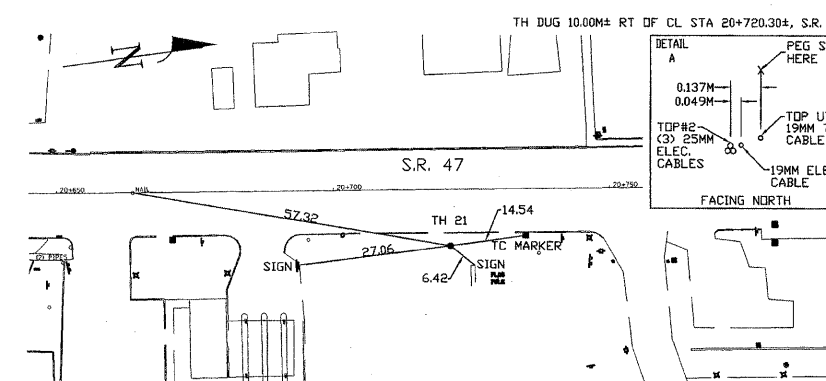 TH DUG 10.00M± RT OF CL STA 20+720.30±, S.R.
DETAIL
A
PEG S
HERE
0.137M
0.049M
TOP#2
(3) 25MM
ELEC.
CABLES
TOP U
19MM
CABLE
19MM ELE
CABLE
FACING NORTH
N
S.R. 47
20+650
NAIL
20+700
20+750
57.32
TH 21
14.54
TC MARKER
27.06
SIGN
SIGN
6.42
(2) PIPES